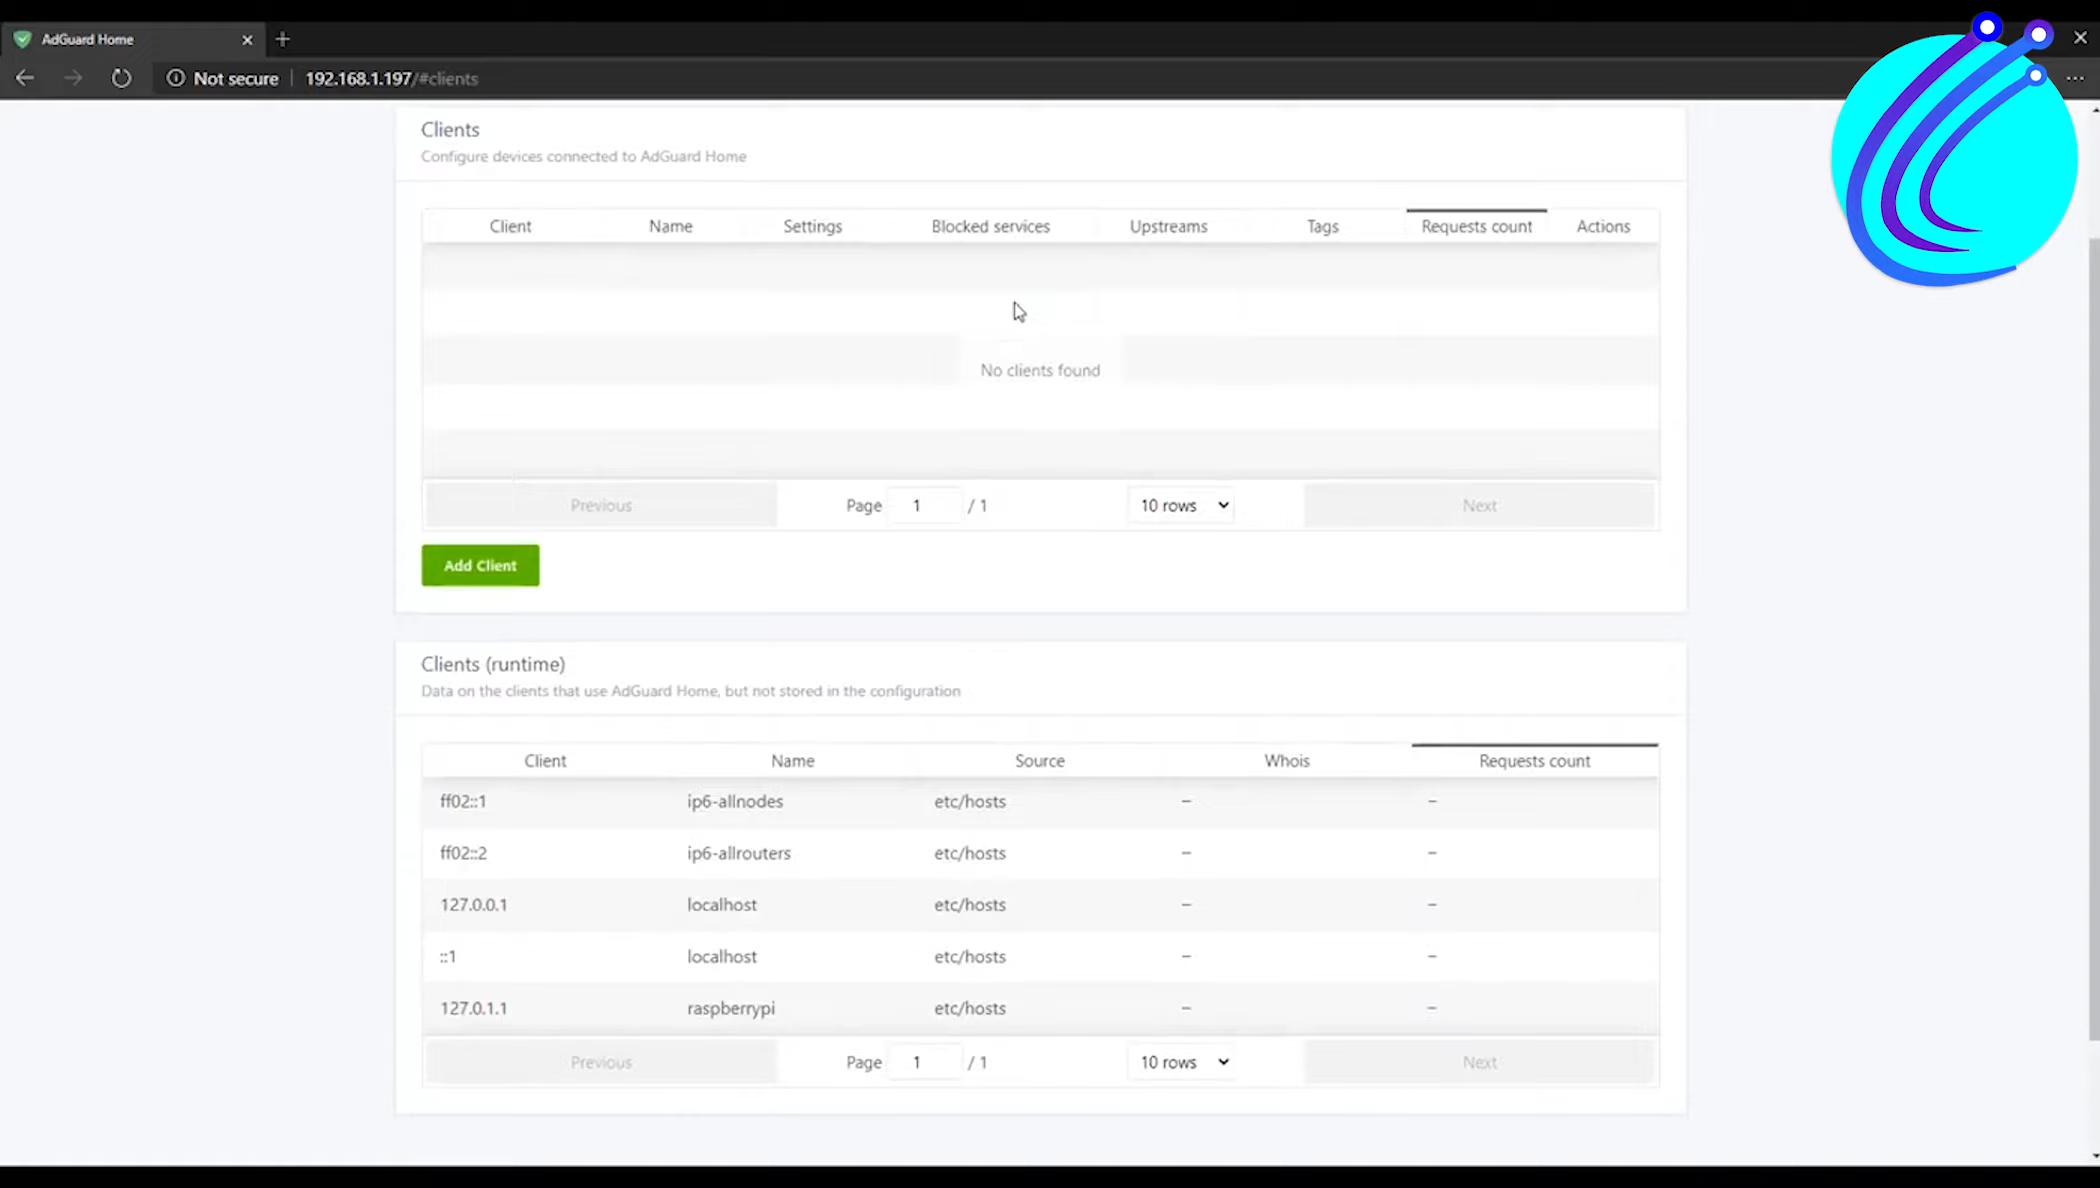 AdGuard Home
Not secure | 192.168.1.197/#clients
Clients
Configure devices connected to AdGuard Home
Client Name Settings Blocked services Upstreams Tags Requests count Actions
No clients found
Previous Page 1 / 1 10 rows Next
Add Client
Clients (runtime)
Data on the clients that use AdGuard Home, but not stored in the configuration
Client Name Source Whois Requests count
ff02::1 ip6-allnodes etc/hosts – –
ff02::2 ip6-allrouters etc/hosts – –
127.0.0.1 localhost etc/hosts – –
::1 localhost etc/hosts – –
127.0.1.1 raspberrypi etc/hosts – –
Previous Page 1 / 1 10 rows Next